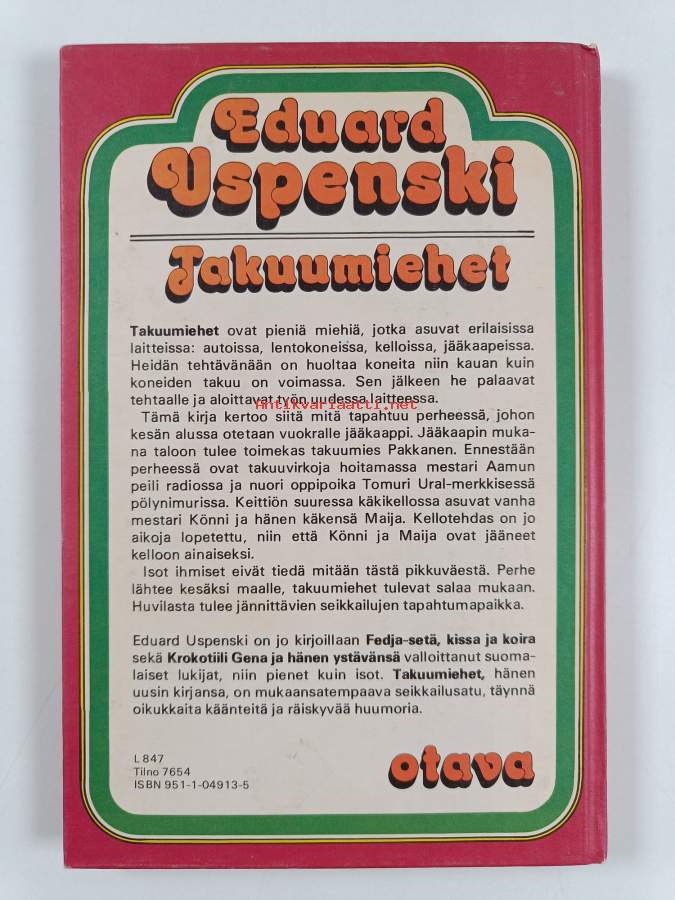 Eduard
Uspenski
Takuumiehet
Takuumiehet ovat pieniä miehiä, jotka asuvat erilaisissa
laitteissa: autoissa, lentokoneissa, kelloissa, jääkaapeissa.
Heidän tehtävänään on huoltaa koneita niin kauan kuin
koneiden takuu on voimassa. Sen jälkeen he palaavat
tehtaalle ja aloittavat työn uudessa laitteessa.
Antikvariaatti.net
Tämä kirja kertoo siitä mitä tapahtuu perheessä, johon
kesän alussa otetaan vuokralle jääkaappi. Jääkaapin muka-
na taloon tulee toimekas takuumies Pakkanen. Ennestään
perheessä ovat takuuvirkoja hoitamassa mestari Aamun
peili radiossa ja nuori oppipoika Tomuri Ural-merkkisessä
pölynimurissa. Keittiön suuressa käkikellossa asuvat vanha
mestari Könni ja hänen käkensä Maija. Kellotehdas on jo
aikoja lopetettu, niin että Könni ja Maija ovat jääneet
kelloon ainaiseksi.
Isot ihmiset eivät tiedä mitään tästä pikkuväestä. Perhe
lähtee kesäksi maalle, takuumiehet tulevat salaa mukaan.
Huvilasta tulee jännittävien seikkailujen tapahtumapaikka.
Eduard Uspenski on jo kirjoillaan Fedja-setä, kissa ja koira
sekä Krokotiili Gena ja hänen ystävänsä valloittanut suoma-
laiset lukijat, niin pienet kuin isot. Takuumiehet, hänen
uusin kirjansa, on mukaansatempaava seikkailusatu, täynnä
oikukkaita käänteitä ja räiskyvää huumoria.
L 847
Tilno 7654
ISBN 951-1-04913-5
otava